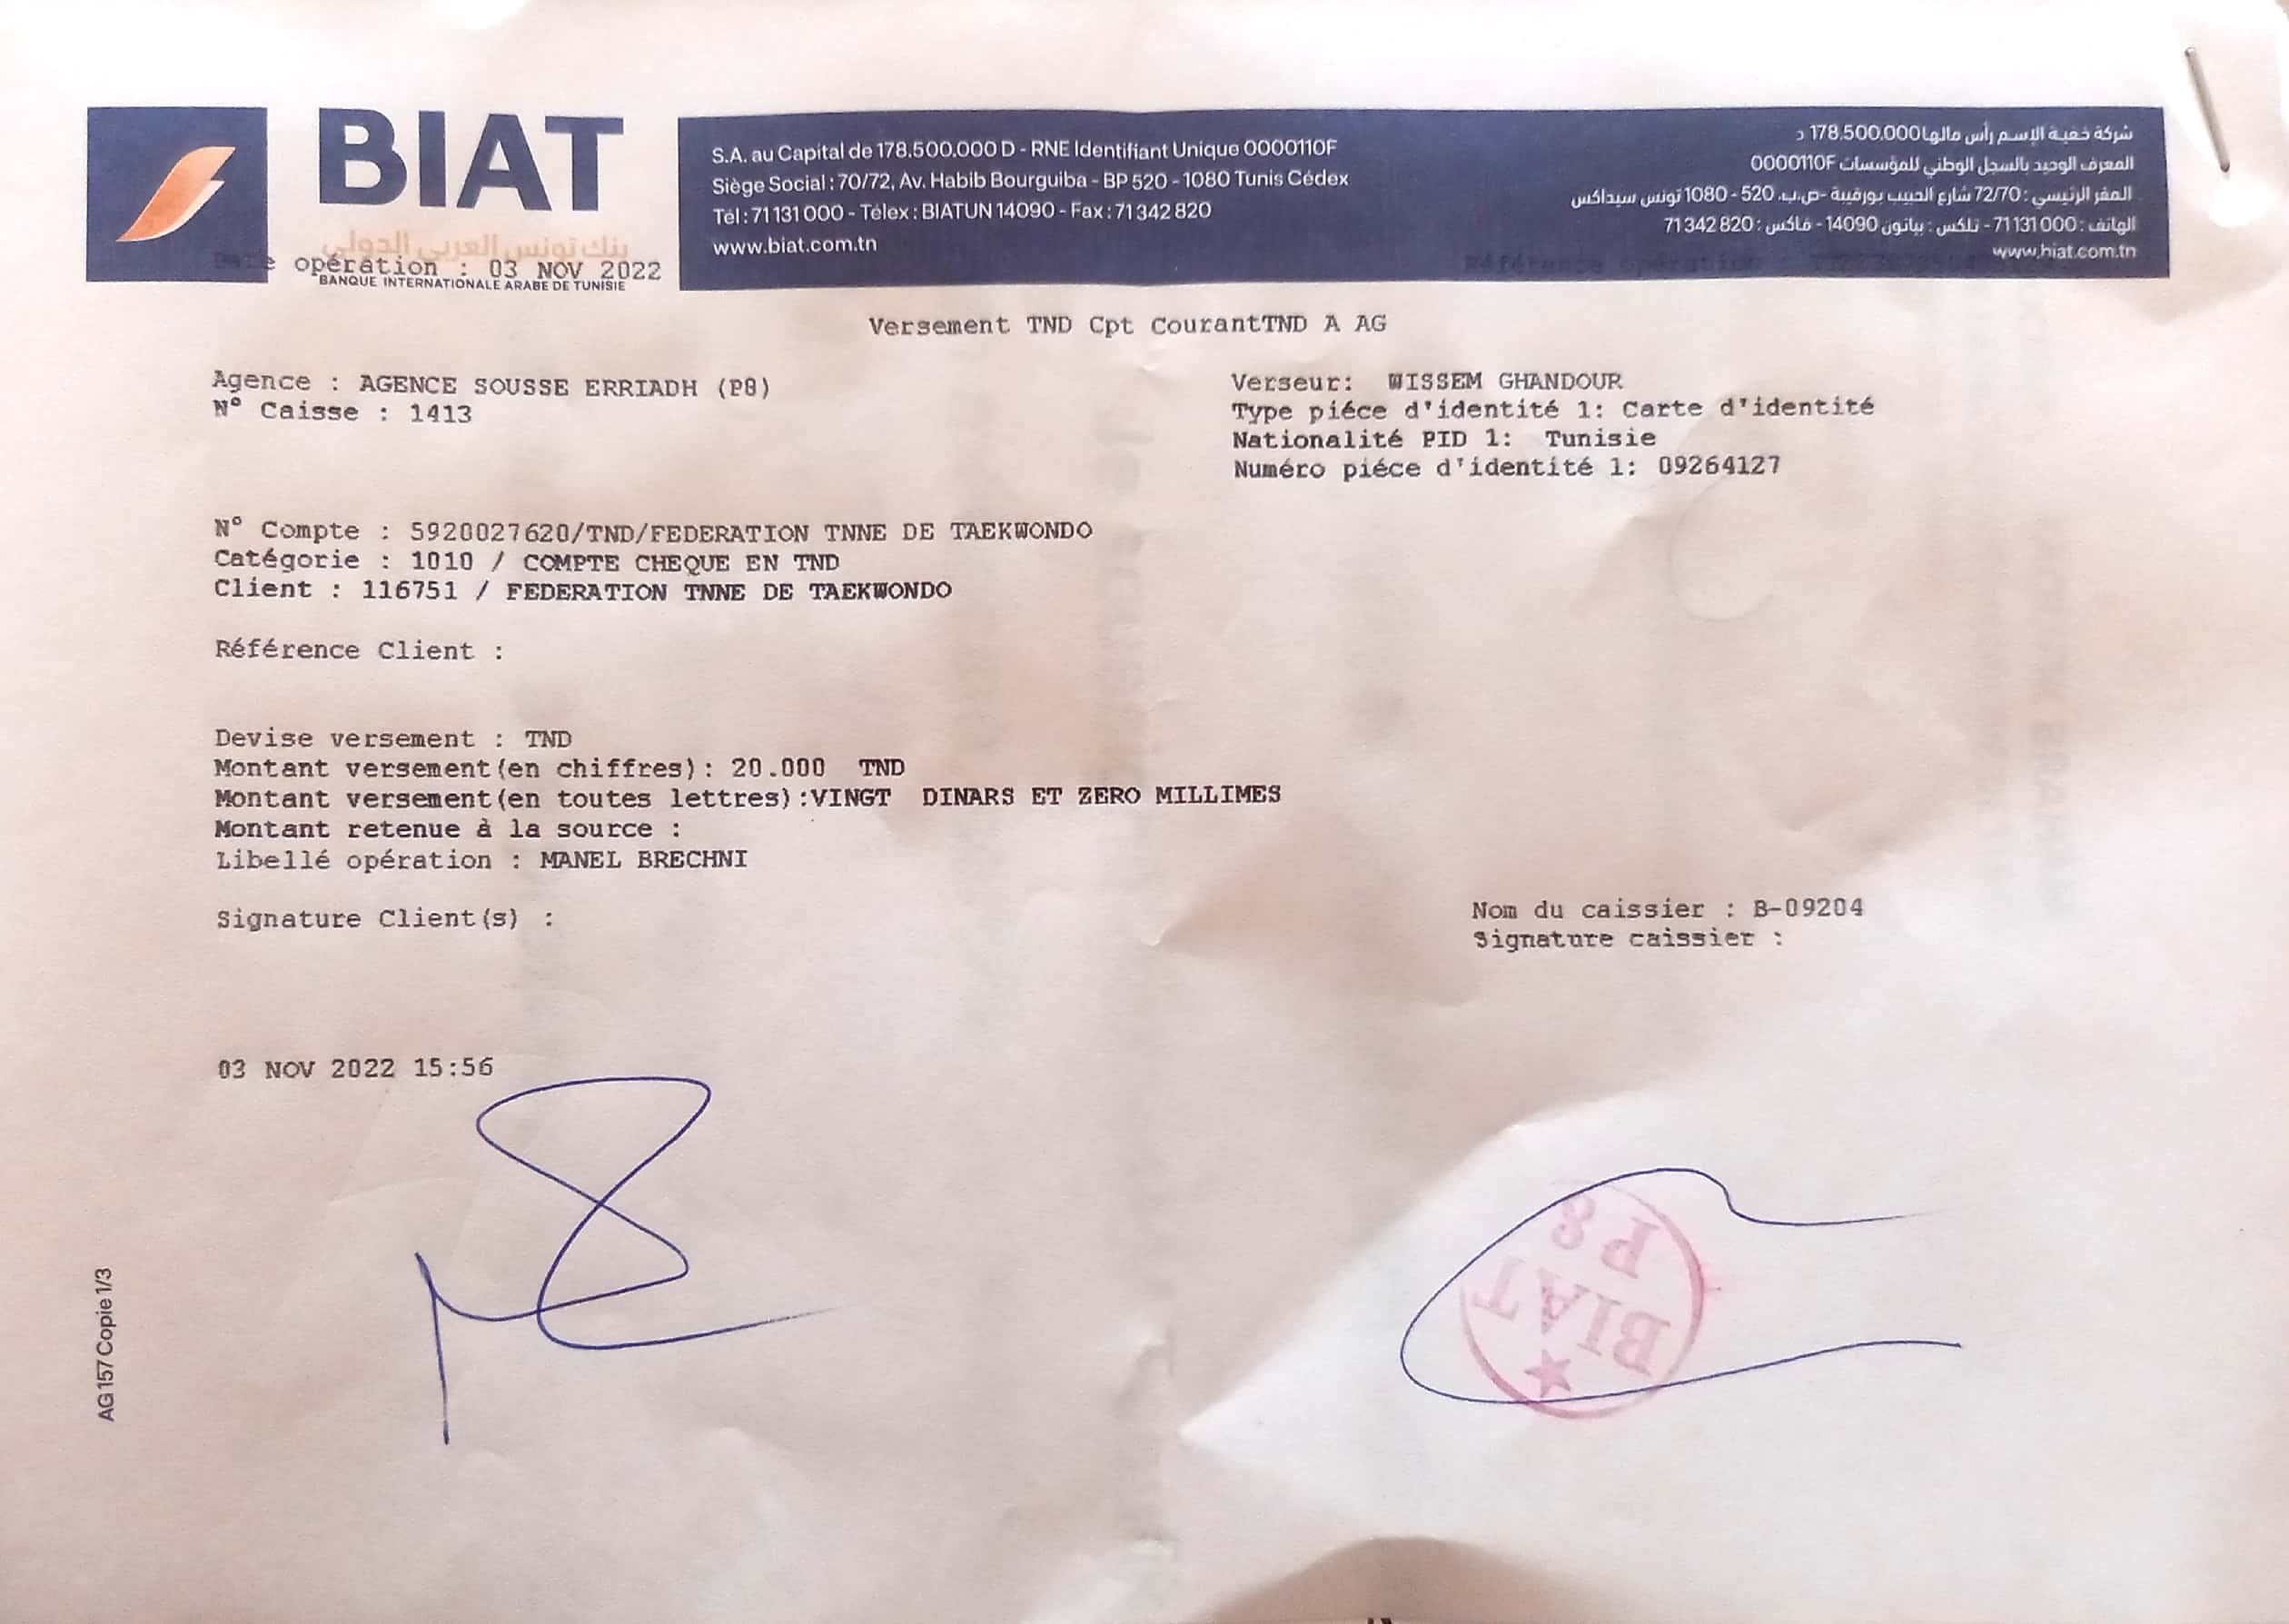 BIAT
بنك تونس العربي الدولي
BANQUE INTERNATIONALE ARABE DE TUNISIE
S.A. au Capital de 178.500.000 D - RNE Identifiant Unique 0000110F
Siège Social : 70/72, Av. Habib Bourguiba - BP 520 - 1080 Tunis Cédex
Tél : 71 131 000 - Télex : BIATUN 14090 - Fax : 71 342 820
www.biat.com.tn
شركة خفية الإسم رأس مالها 178.500.000 د
المعرف الوحيد بالسجل الوطني للمؤسسات 0000110F
المقر الرئيسي : 72/70 شارع الحبيب بورقيبة -ص.ب. 520 - 1080 تونس سيداكس
الهاتف : 71 131 000 - تلكس : بياتون 14090 - فاكس : 71 342 820
www.biat.com.tn
Date opération : 03 NOV 2022
Référence opération :
Versement TND Cpt CourantTND A AG
Agence : AGENCE SOUSSE ERRIADH (P8)
N° Caisse : 1413
Verseur: WISSEM GHANDOUR
Type piéce d'identité 1: Carte d'identité
Nationalité PID 1: Tunisie
Numéro piéce d'identité 1: 09264127
N° Compte : 5920027620/TND/FEDERATION TNNE DE TAEKWONDO
Catégorie : 1010 / COMPTE CHEQUE EN TND
Client : 116751 / FEDERATION TNNE DE TAEKWONDO
Référence Client :
Devise versement : TND
Montant versement(en chiffres): 20.000 TND
Montant versement(en toutes lettres):VINGT DINARS ET ZERO MILLIMES
Montant retenue à la source :
Libellé opération : MANEL BRECHNI
Signature Client(s) :
Nom du caissier : B-09204
Signature caissier :
03 NOV 2022 15:56
BIAT
P8
AG157 Copie 1/3